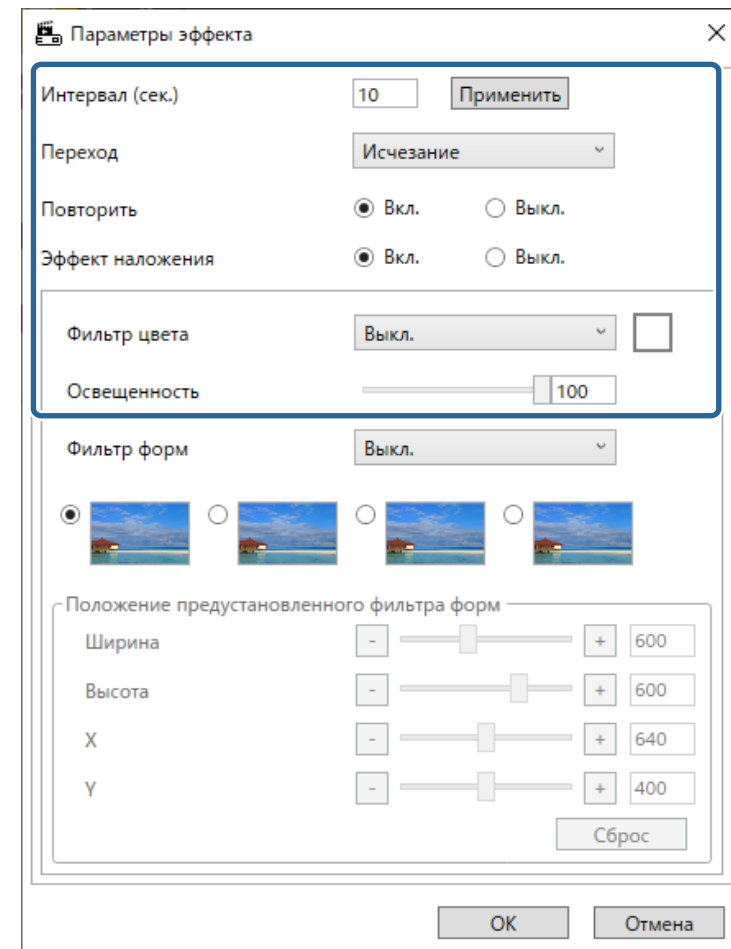 Параметры эффекта
Интервал (сек.) 10 Применить
Переход Исчезание
Повторить Вкл. Выкл.
Эффект наложения Вкл. Выкл.
Фильтр цвета Выкл.
Освещенность 100
Фильтр форм Выкл.
Положение предустановленного фильтра форм
Ширина - + 600
Высота - + 600
X - + 640
Y - + 400
Сброс
ОК Отмена